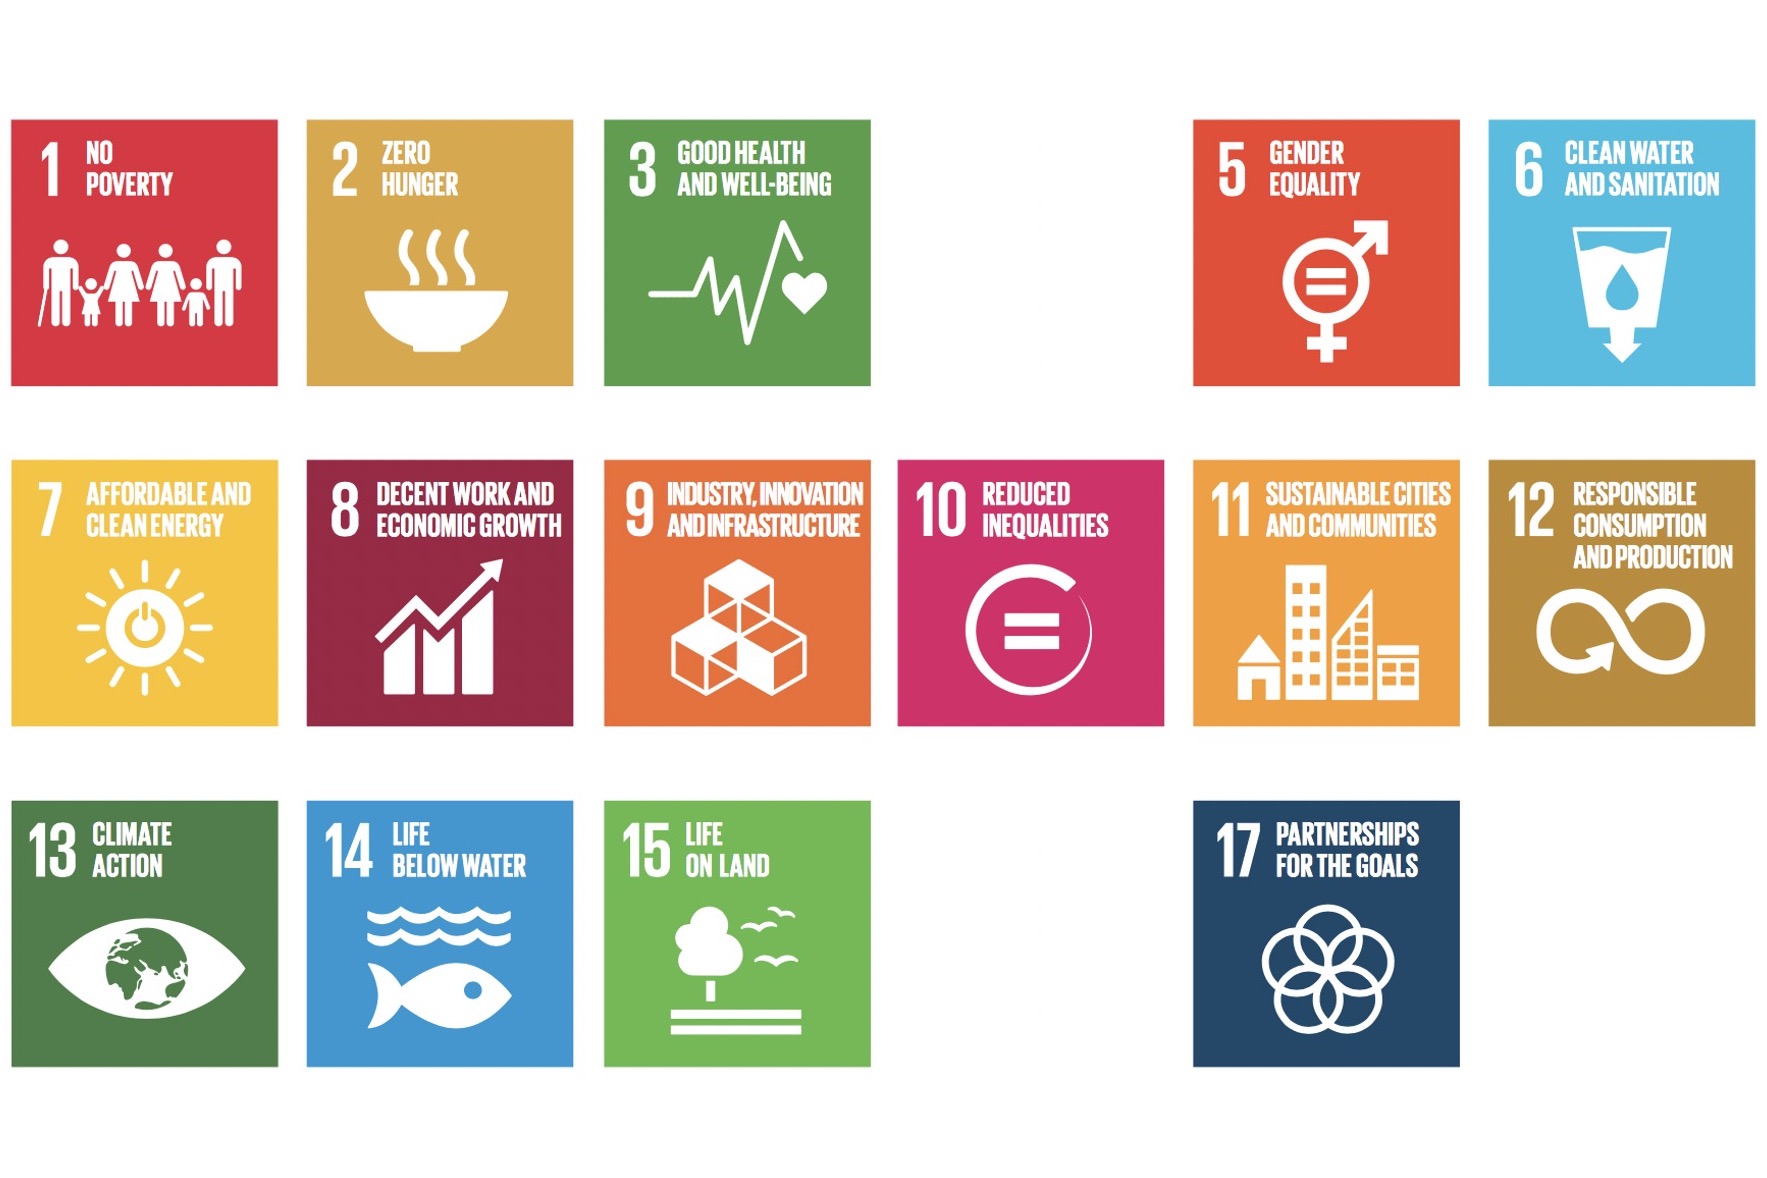 1 NO
POVERTY
2 ZERO
HUNGER
3 GOOD HEALTH
AND WELL-BEING
5 GENDER
EQUALITY
6 CLEAN WATER
AND SANITATION
7 AFFORDABLE AND
CLEAN ENERGY
8 DECENT WORK AND
ECONOMIC GROWTH
9 INDUSTRY, INNOVATION
AND INFRASTRUCTURE
10 REDUCED
INEQUALITIES
11 SUSTAINABLE CITIES
AND COMMUNITIES
12 RESPONSIBLE
CONSUMPTION
AND PRODUCTION
13 CLIMATE
ACTION
14 LIFE
BELOW WATER
15 LIFE
ON LAND
17 PARTNERSHIPS
FOR THE GOALS